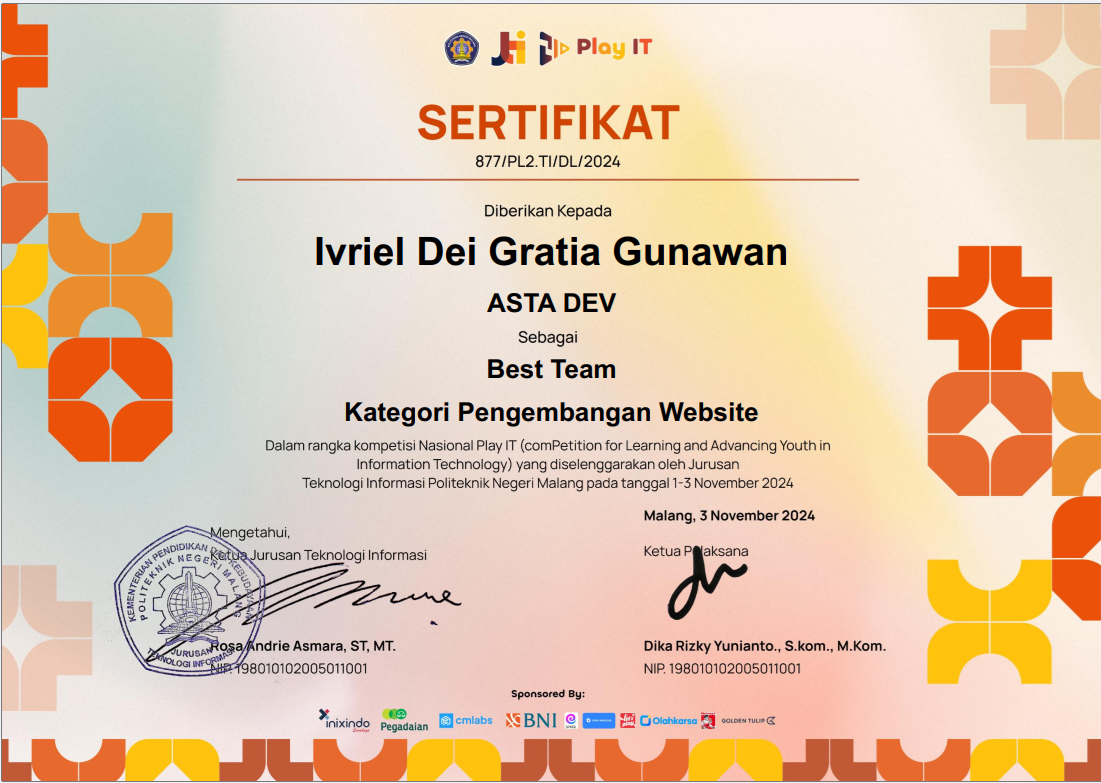 Jti Play IT
SERTIFIKAT
877/PL2.TI/DL/2024
Diberikan Kepada
Ivriel Dei Gratia Gunawan
ASTA DEV
Sebagai
Best Team
Kategori Pengembangan Website
Dalam rangka kompetisi Nasional Play IT (comPetition for Learning and Advancing Youth in
Information Technology) yang diselenggarakan oleh Jurusan
Teknologi Informasi Politeknik Negeri Malang pada tanggal 1-3 November 2024
Mengetahui,
Ketua Jurusan Teknologi Informasi
KEMENTERIAN PENDIDIKAN DAN KEBUDAYAAN
POLITEKNIK NEGERI MALANG
JURUSAN
TEKNOLOGI INFORMASI
Rosa Andrie Asmara, ST, MT.
NIP. 198010102005011001
Malang, 3 November 2024
Ketua Pelaksana
Dika Rizky Yunianto., S.kom., M.Kom.
NIP. 198010102005011001
Sponsored By:
inixindo Pegadaian cmlabs BNI Olahkarsa GOLDEN TULIP